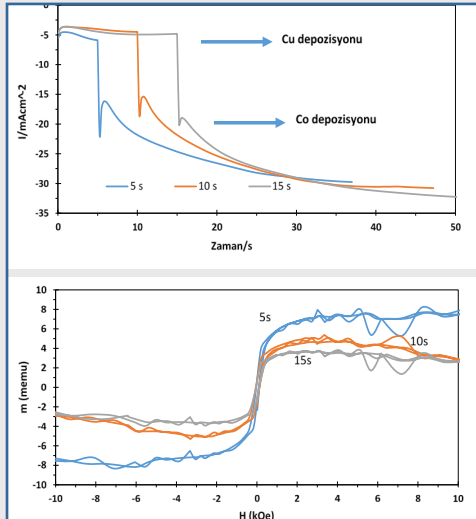 0
Cu depozisyonu
-5
-10
-15
I/mAcm^-2
-20
Co depozisyonu
-25
-30
5 s 10 s 15 s
-35
0 10 20 30 40 50
Zaman/s
10
8
6
4
2
0
-2
-4
-6
-8
-10
m (memu)
5s
10s
15s
-10 -8 -6 -4 -2 0 2 4 6 8 10
H (kOe)